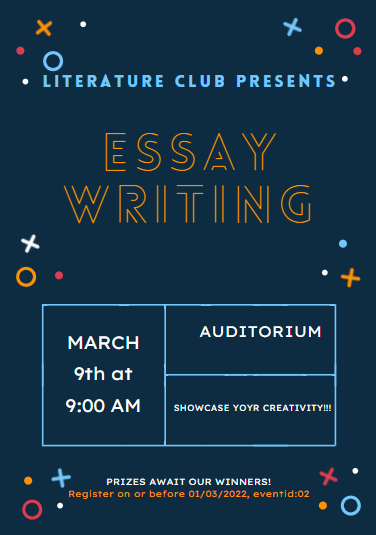 LITERATURE CLUB PRESENTS
ESSAY
WRITING
MARCH
9th at
9:00 AM
AUDITORIUM
SHOWCASE YOYR CREATIVITY!!!
PRIZES AWAIT OUR WINNERS!
Register on or before 01/03/2022, eventid:02